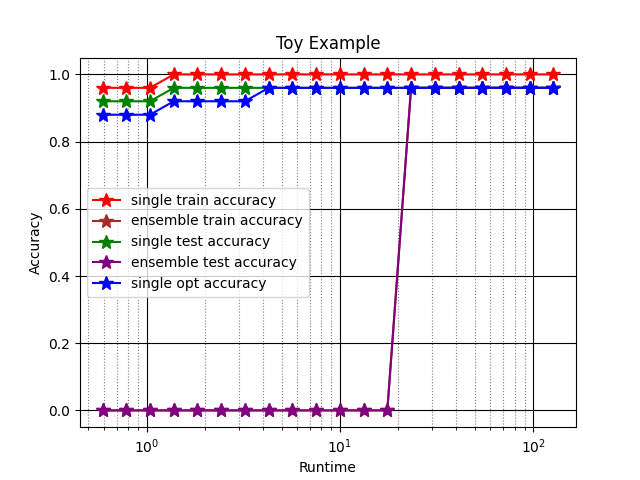 Toy Example
1.0
0.8
0.6
0.4
0.2
0.0
Accuracy
single train accuracy
ensemble train accuracy
single test accuracy
ensemble test accuracy
single opt accuracy
10⁰
10¹
10²
Runtime